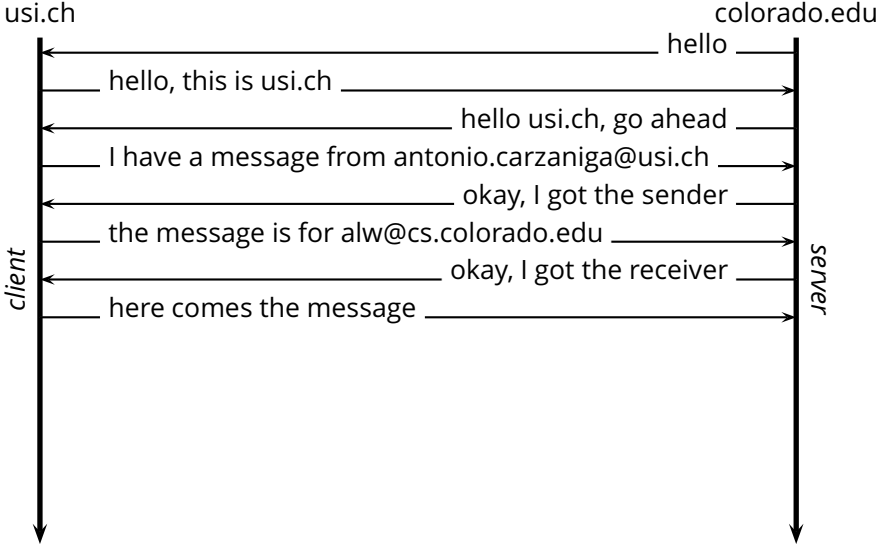 usi.ch
colorado.edu
hello
hello, this is usi.ch
hello usi.ch, go ahead
I have a message from antonio.carzaniga@usi.ch
okay, I got the sender
the message is for alw@cs.colorado.edu
okay, I got the receiver
here comes the message
client
server